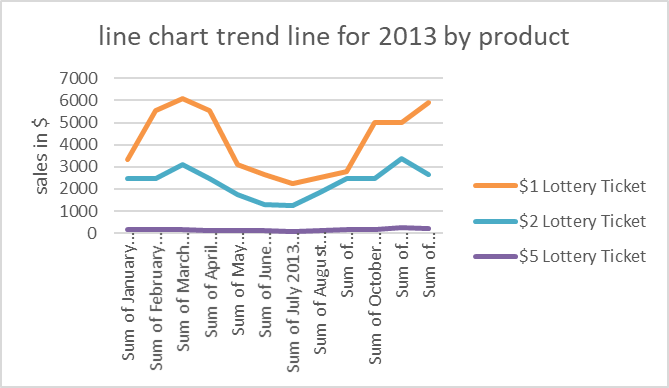 line chart trend line for 2013 by product
sales in $
7000
6000
5000
4000
3000
2000
1000
0
Sum of January...
Sum of February...
Sum of March...
Sum of April...
Sum of May...
Sum of June...
Sum of July 2013...
Sum of August...
Sum of...
Sum of October...
Sum of...
Sum of...
$1 Lottery Ticket
$2 Lottery Ticket
$5 Lottery Ticket